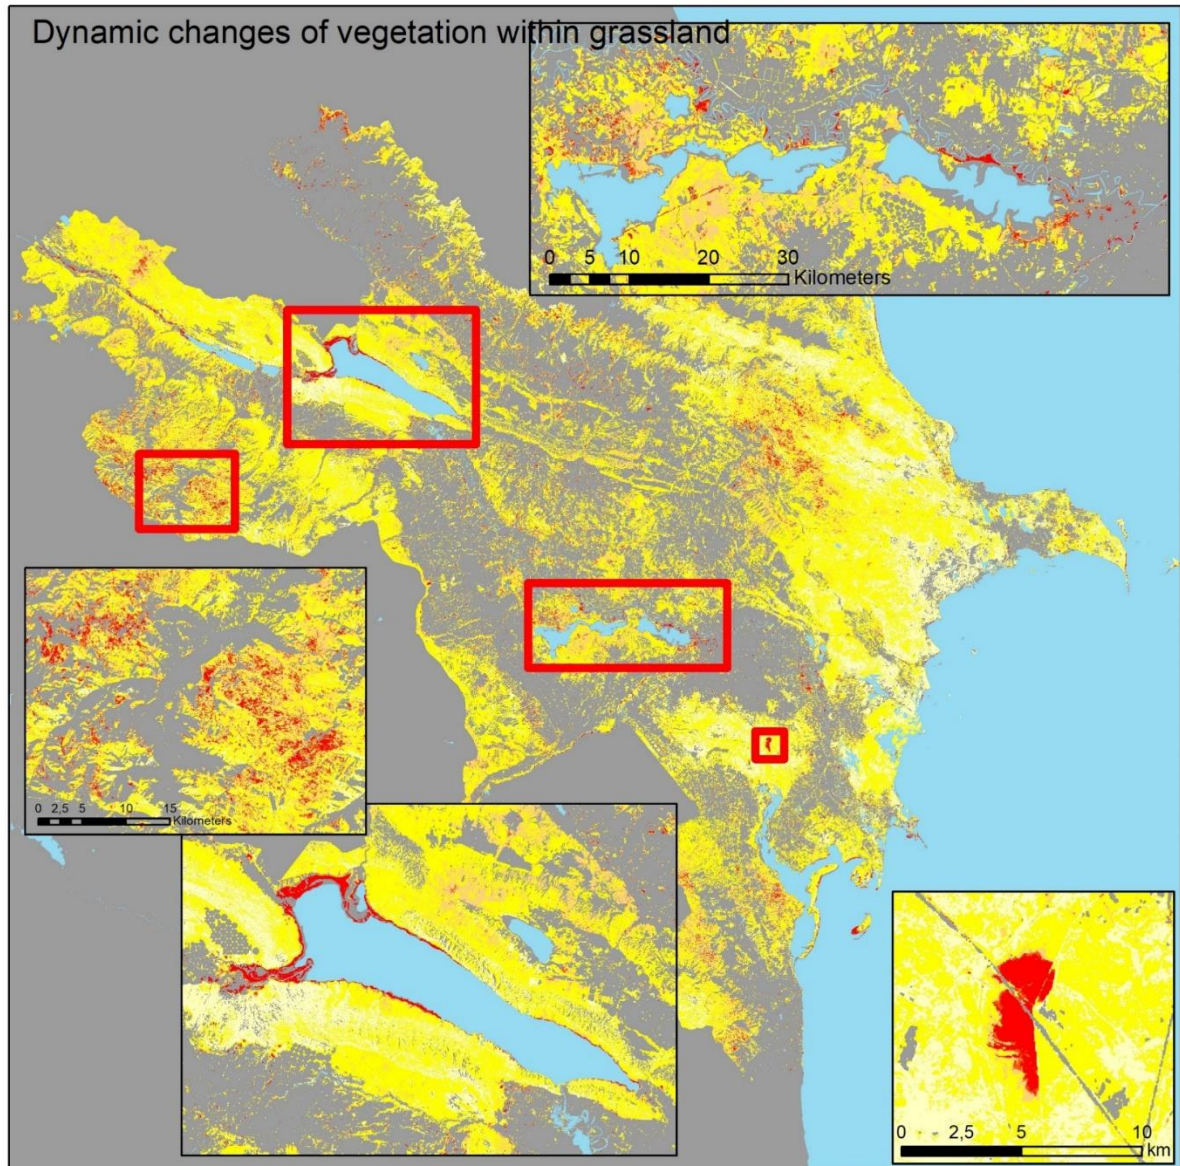 Dynamic changes of vegetation within grassland
0 5 10 20 30
Kilometers
0 2,5 5 10 15
Kilometers
0 2,5 5 10
km